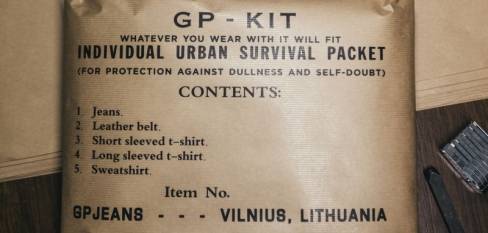 GP - KIT
WHATEVER YOU WEAR WITH IT WILL FIT
INDIVIDUAL URBAN SURVIVAL PACKET
(FOR PROTECTION AGAINST DULLNESS AND SELF-DOUBT)
CONTENTS:
1. Jeans.
2. Leather belt.
3. Short sleeved t-shirt.
4. Long sleeved t-shirt.
5. Sweatshirt.
Item No.
GPJEANS - - - VILNIUS, LITHUANIA